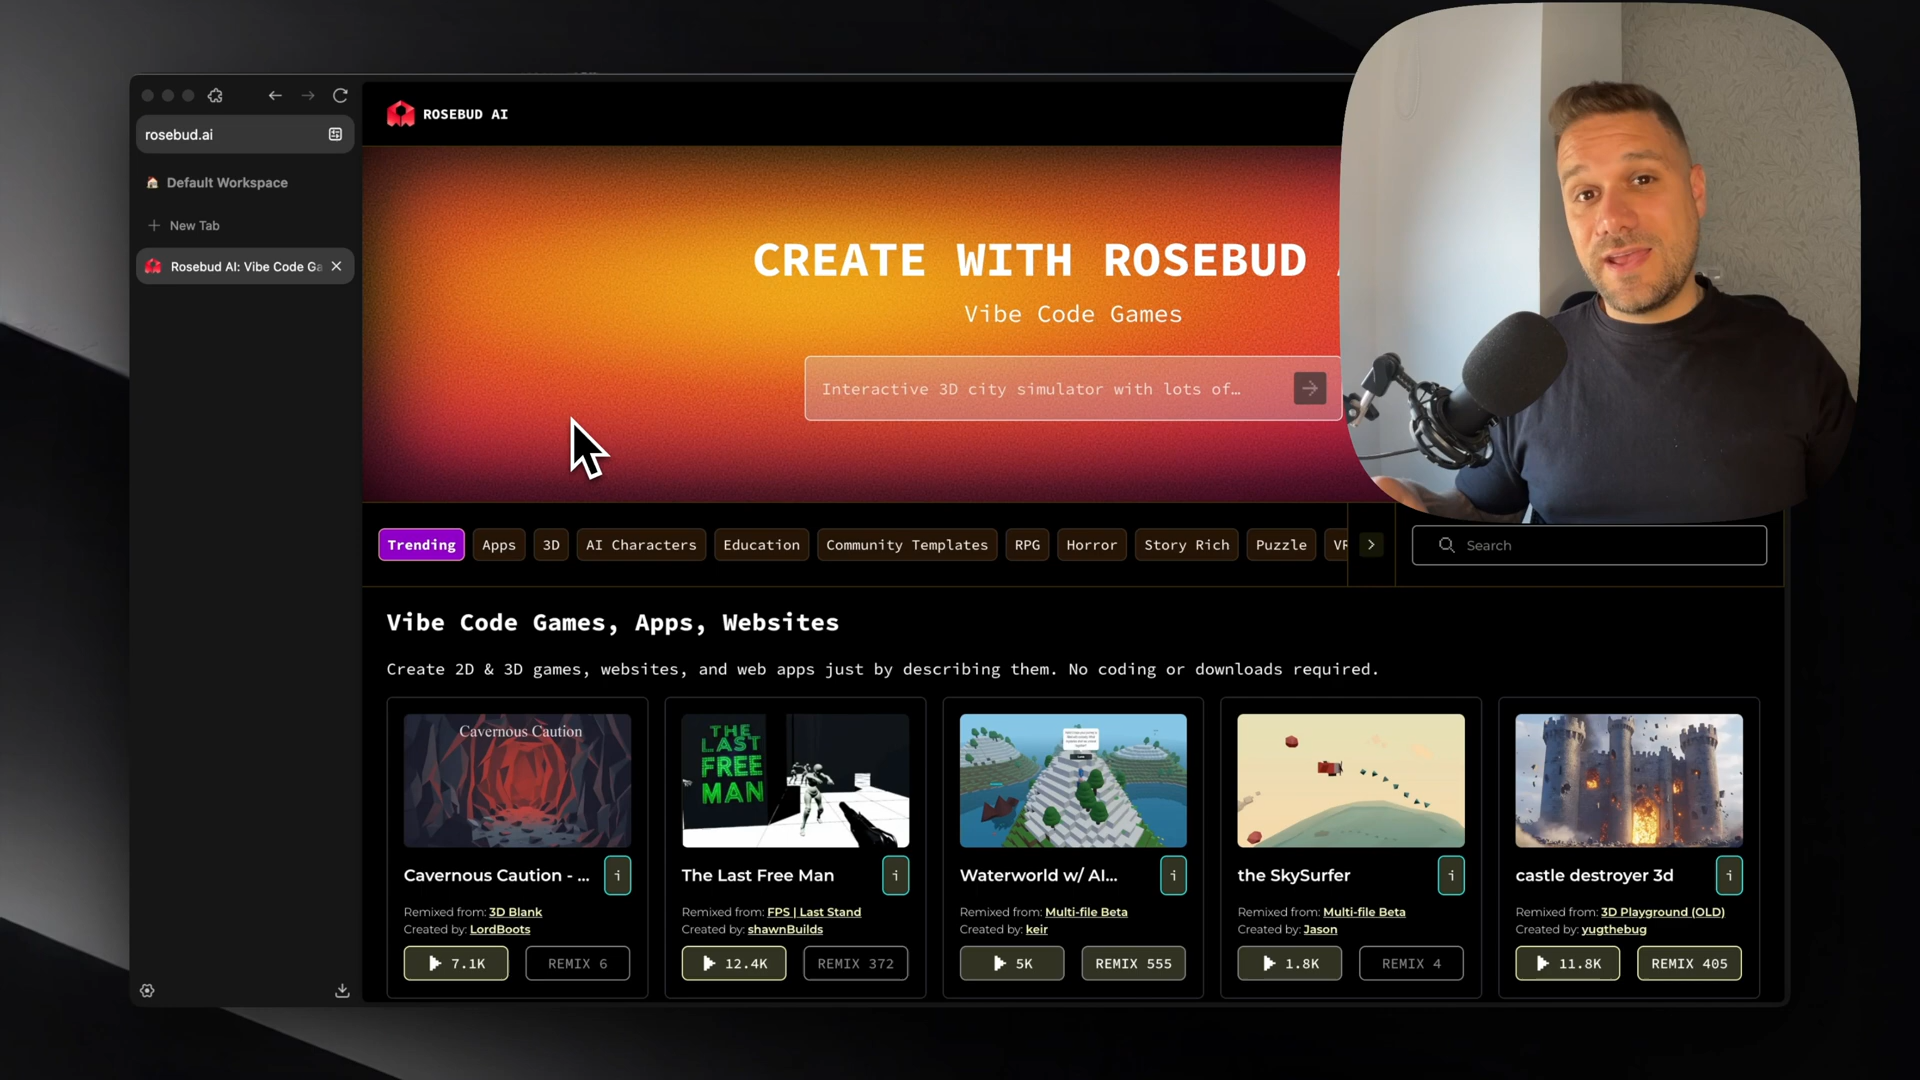 rosebud.ai
Default Workspace
New Tab
Rosebud AI: Vibe Code Ga
ROSEBUD AI
CREATE WITH ROSEBUD
Vibe Code Games
Interactive 3D city simulator with lots of…
Trending
Apps
3D
AI Characters
Education
Community Templates
RPG
Horror
Story Rich
Puzzle
VR
Search
Vibe Code Games, Apps, Websites
Create 2D & 3D games, websites, and web apps just by describing them. No coding or downloads required.
Cavernous Caution
THE
LAST
FREE
MAN
Cavernous Caution - ...
i
The Last Free Man
i
Waterworld w/ AI...
i
the SkySurfer
i
castle destroyer 3d
i
Remixed from: 3D Blank
Created by: LordBoots
Remixed from: FPS | Last Stand
Created by: shawnBuilds
Remixed from: Multi-file Beta
Created by: keir
Remixed from: Multi-file Beta
Created by: Jason
Remixed from: 3D Playground (OLD)
Created by: yugthebug
7.1K
REMIX 6
12.4K
REMIX 372
5K
REMIX 555
1.8K
REMIX 4
11.8K
REMIX 405